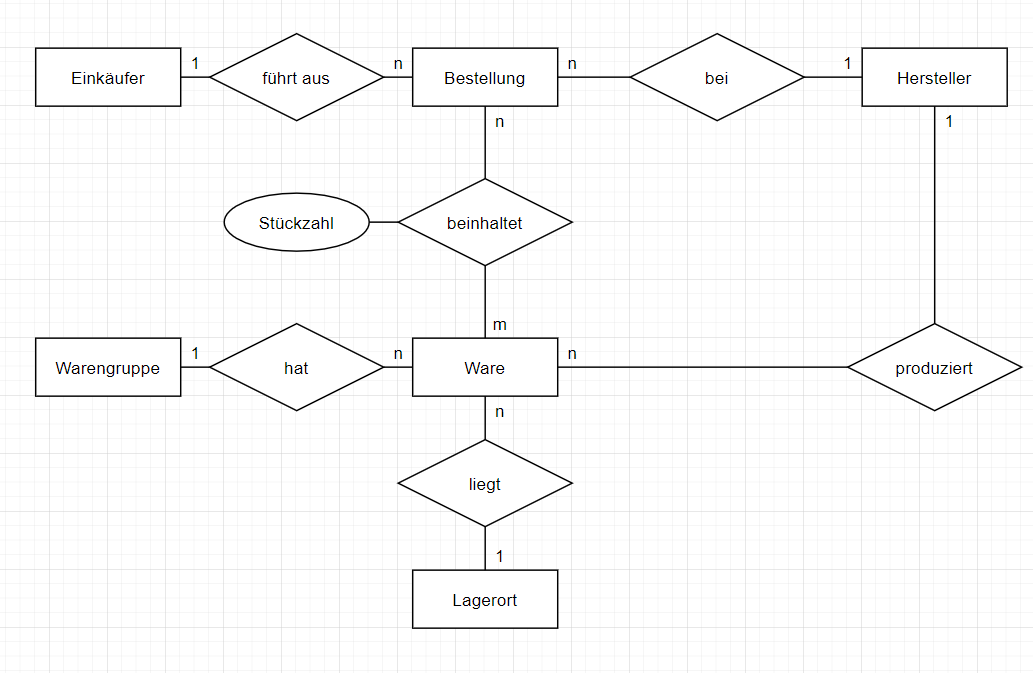 Einkäufer
1
führt aus
n
Bestellung
n
bei
1
Hersteller
n
1
Stückzahl
beinhaltet
m
Warengruppe
1
hat
n
Ware
n
produziert
n
liegt
1
Lagerort